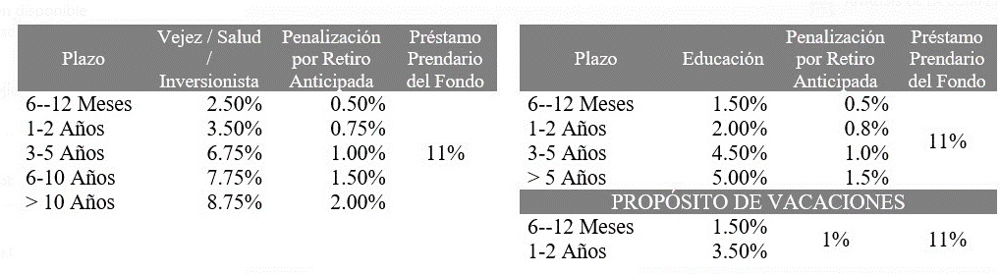 Plazo Vejez / Salud / Inversionista Penalización por Retiro Anticipada Préstamo Prendario del Fondo
6--12 Meses 2.50% 0.50%
1-2 Años 3.50% 0.75%
3-5 Años 6.75% 1.00% 11%
6-10 Años 7.75% 1.50%
> 10 Años 8.75% 2.00%
Plazo Educación Penalización por Retiro Anticipada Préstamo Prendario del Fondo
6--12 Meses 1.50% 0.5%
1-2 Años 2.00% 0.8%
3-5 Años 4.50% 1.0%
11%
> 5 Años 5.00% 1.5%
PROPÓSITO DE VACACIONES
6--12 Meses 1.50%
1% 11%
1-2 Años 3.50%